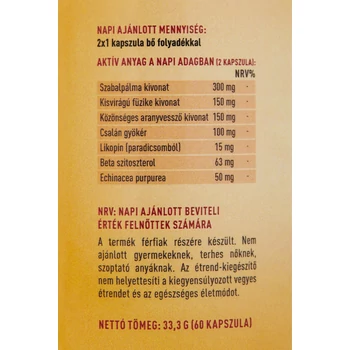 NAPI AJÁNLOTT MENNYISÉG:
2x1 kapszula bő folyadékkal
AKTÍV ANYAG A NAPI ADAGBAN (2 KAPSZULA):
NRV%
Szabalpálma kivonat 300 mg -
Kisvirágú füzike kivonat 150 mg -
Közönséges aranyvessző kivonat 150 mg -
Csalán gyökér 100 mg -
Likopin (paradicsomból) 15 mg -
Beta szitoszterol 63 mg -
Echinacea purpurea 50 mg -
NRV: NAPI AJÁNLOTT BEVITELI
ÉRTÉK FELNŐTTEK SZÁMÁRA
A termék férfiak részére készült. Nem
ajánlott gyermekeknek, terhes nőknek,
szoptató anyáknak. Az étrend-kiegészítő
nem helyettesíti a kiegyensúlyozott vegyes
étrendet és az egészséges életmódot.
NETTÓ TÖMEG: 33,3 G (60 KAPSZULA)